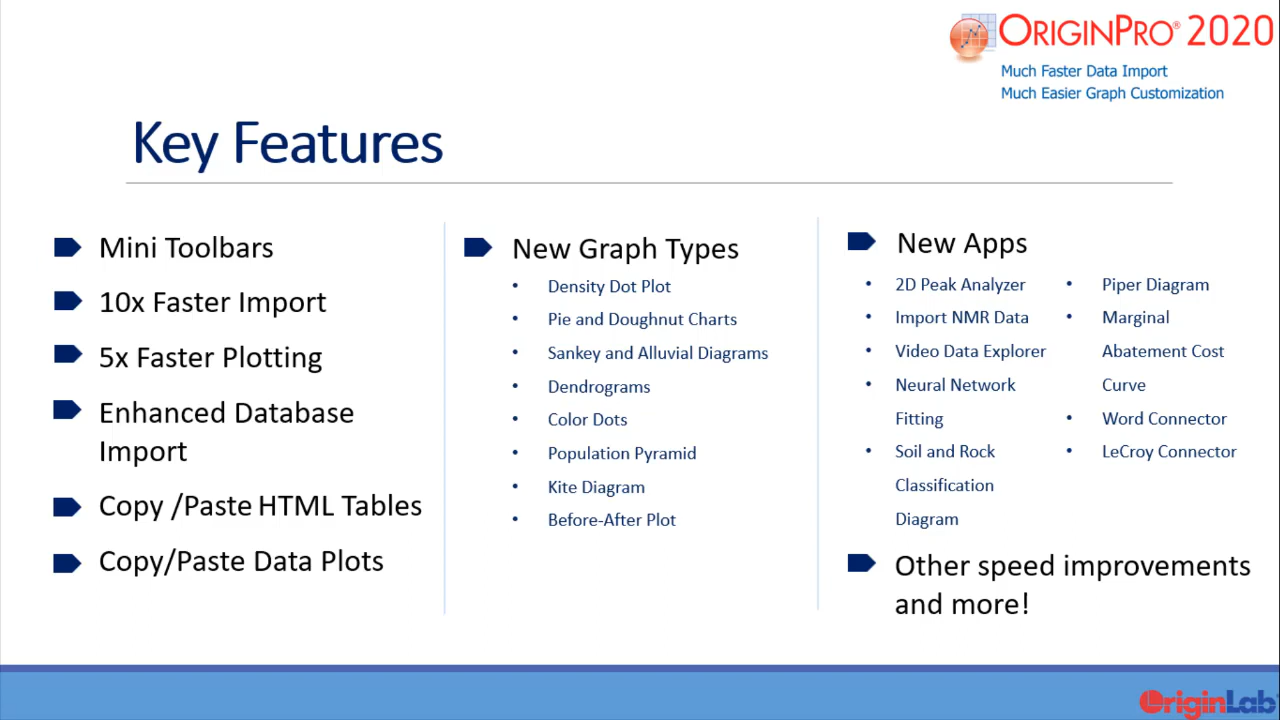 ORIGINPRO® 2020
Much Faster Data Import
Much Easier Graph Customization
Key Features
Mini Toolbars
10x Faster Import
5x Faster Plotting
Enhanced Database
Import
Copy /Paste HTML Tables
Copy/Paste Data Plots
New Graph Types
• Density Dot Plot
• Pie and Doughnut Charts
• Sankey and Alluvial Diagrams
• Dendrograms
• Color Dots
• Population Pyramid
• Kite Diagram
• Before-After Plot
New Apps
• 2D Peak Analyzer
• Import NMR Data
• Video Data Explorer
• Neural Network
Fitting
• Soil and Rock
Classification
Diagram
• Piper Diagram
• Marginal
Abatement Cost
Curve
• Word Connector
• LeCroy Connector
Other speed improvements
and more!
OriginLab